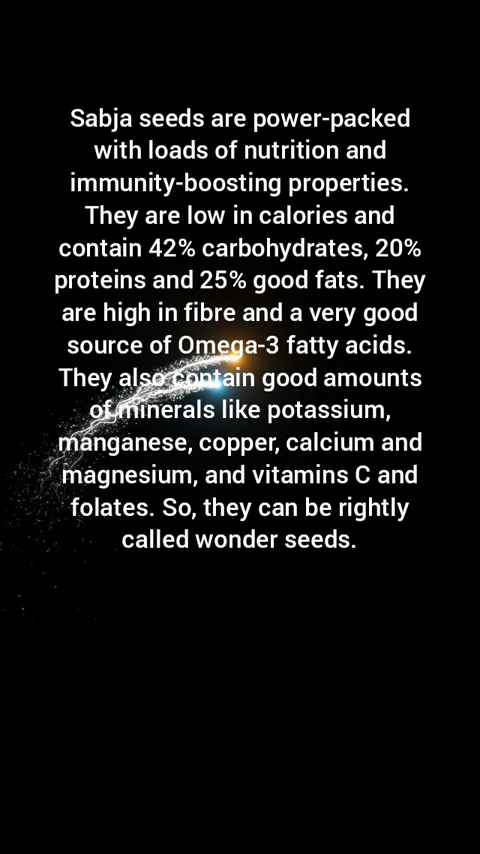 Sabja seeds are power-packed
with loads of nutrition and
immunity-boosting properties.
They are low in calories and
contain 42% carbohydrates, 20%
proteins and 25% good fats. They
are high in fibre and a very good
source of Omega-3 fatty acids.
They also contain good amounts
of minerals like potassium,
manganese, copper, calcium and
magnesium, and vitamins C and
folates. So, they can be rightly
called wonder seeds.